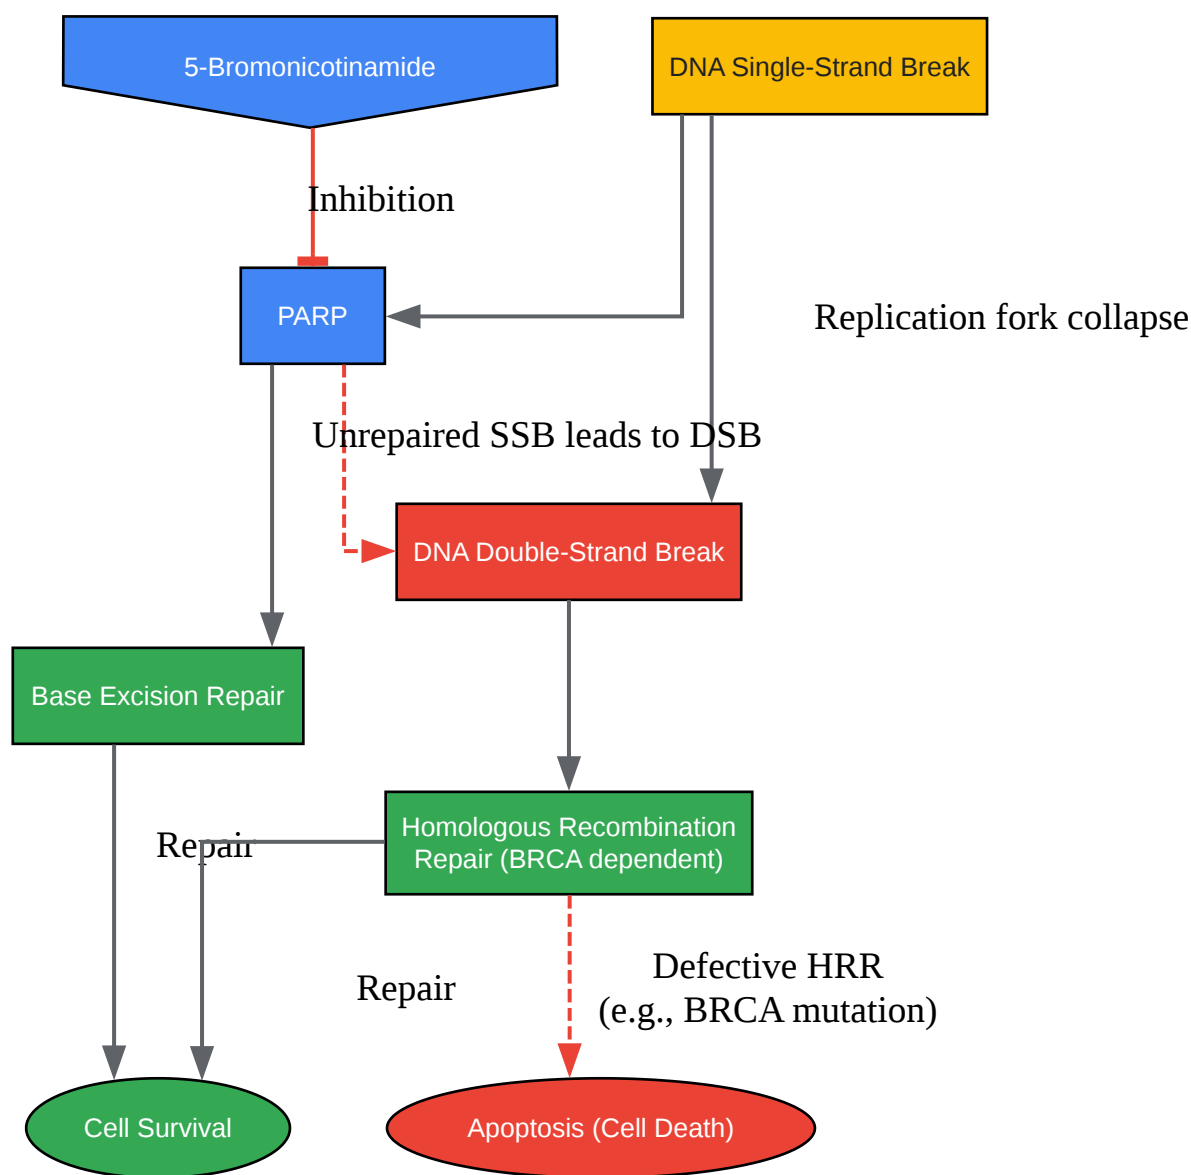 5-Bromonicotinamide
DNA Single-Strand Break
Inhibition
PARP
Replication fork collapse
Unrepaired SSB leads to DSB
DNA Double-Strand Break
Base Excision Repair
Homologous Recombination
Repair (BRCA dependent)
Repair
Repair
Defective HRR
(e.g., BRCA mutation)
Cell Survival
Apoptosis (Cell Death)